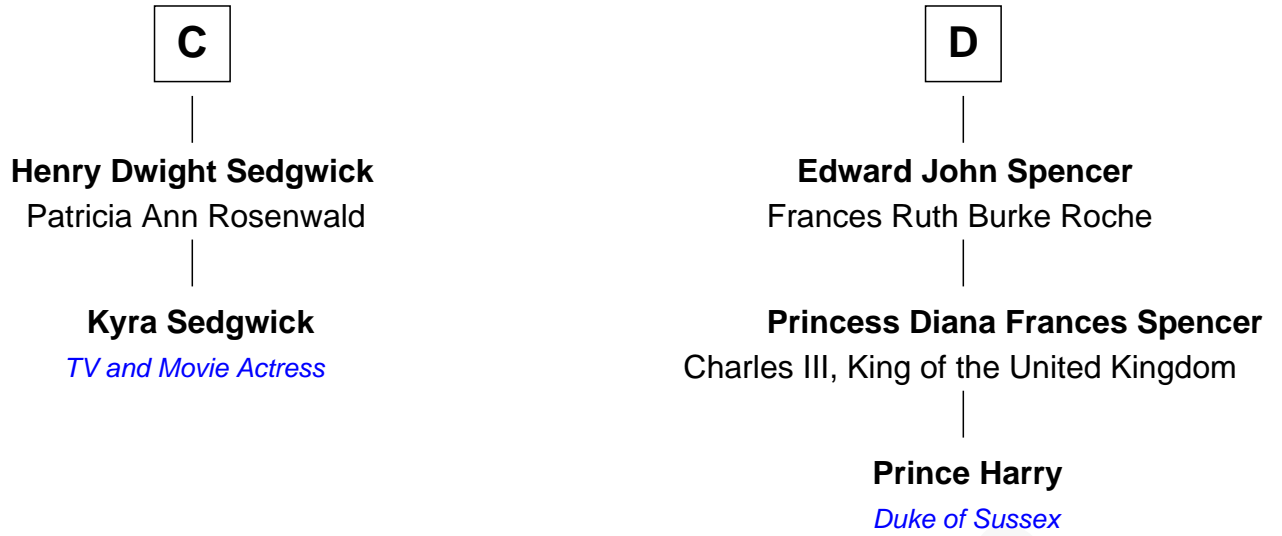 C
Henry Dwight Sedgwick
Patricia Ann Rosenwald
Kyra Sedgwick
TV and Movie Actress
D
Edward John Spencer
Frances Ruth Burke Roche
Princess Diana Frances Spencer
Charles III, King of the United Kingdom
Prince Harry
Duke of Sussex